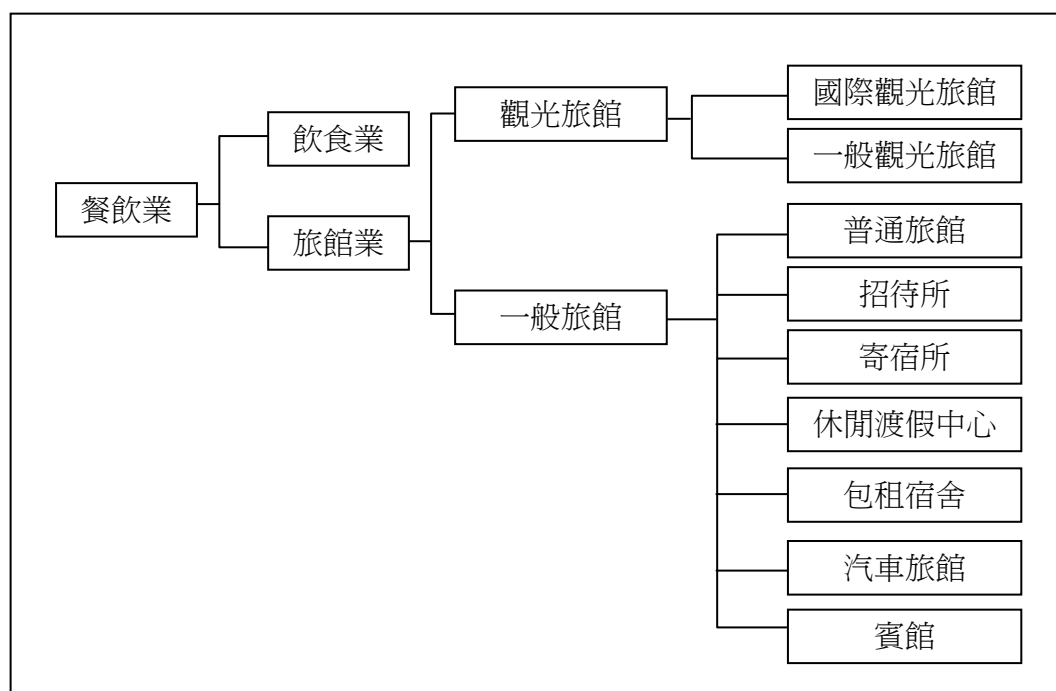 餐飲業
飲食業
旅館業
觀光旅館
一般旅館
國際觀光旅館
一般觀光旅館
普通旅館
招待所
寄宿所
休閒渡假中心
包租宿舍
汽車旅館
賓館